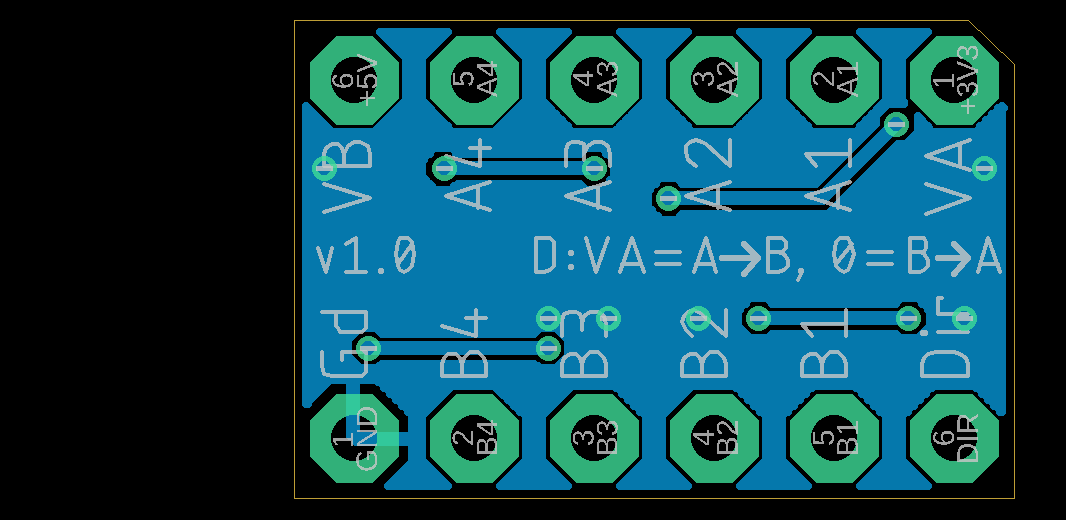 6 +5V 5 A4 4 A3 3 A2 2 A1 1 +3V3
VB A4 A3 A2 A1 VA
v1.0 D:VA=A→B, 0=B→A
Gd B4 B3 B2 B1 Dir
1 GND 2 B4 3 B3 4 B2 5 B1 6 DIR